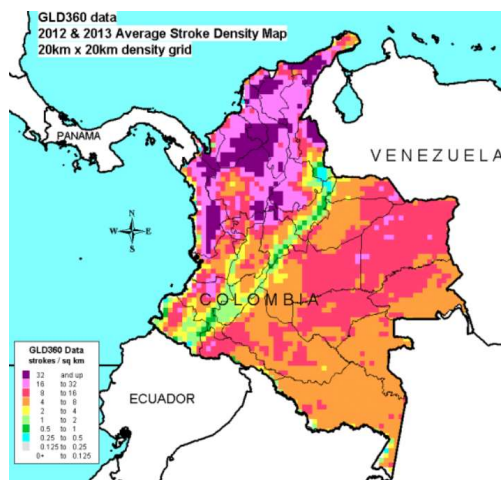 GLD360 data
2012 & 2013 Average Stroke Density Map
20km x 20km density grid
PANAMA
VENEZUELA
N
W E
S
COLOMBIA
ECUADOR
GLD360 Data
strokes / sq km
32 and up
16 to 32
8 to 16
4 to 8
2 to 4
1 to 2
0.5 to 1
0.25 to 0.5
0.125 to 0.25
0+ to 0.125